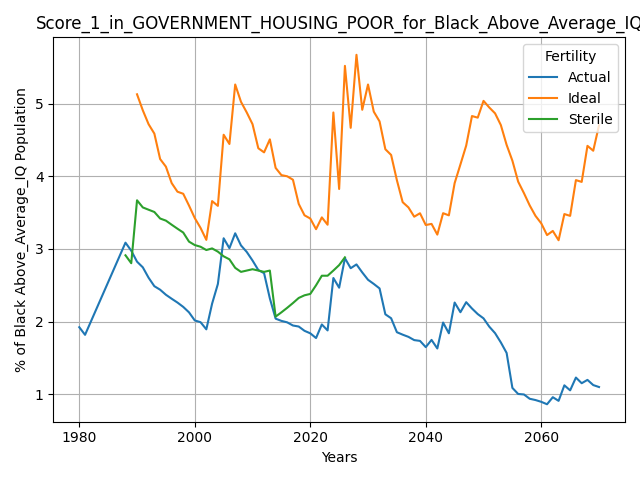 Score_1_in_GOVERNMENT_HOUSING_POOR_for_Black_Above_Average_IQ
Fertility
Actual
Ideal
Sterile
% of Black Above_Average_IQ Population
5
4
3
2
1
1980 2000 2020 2040 2060
Years